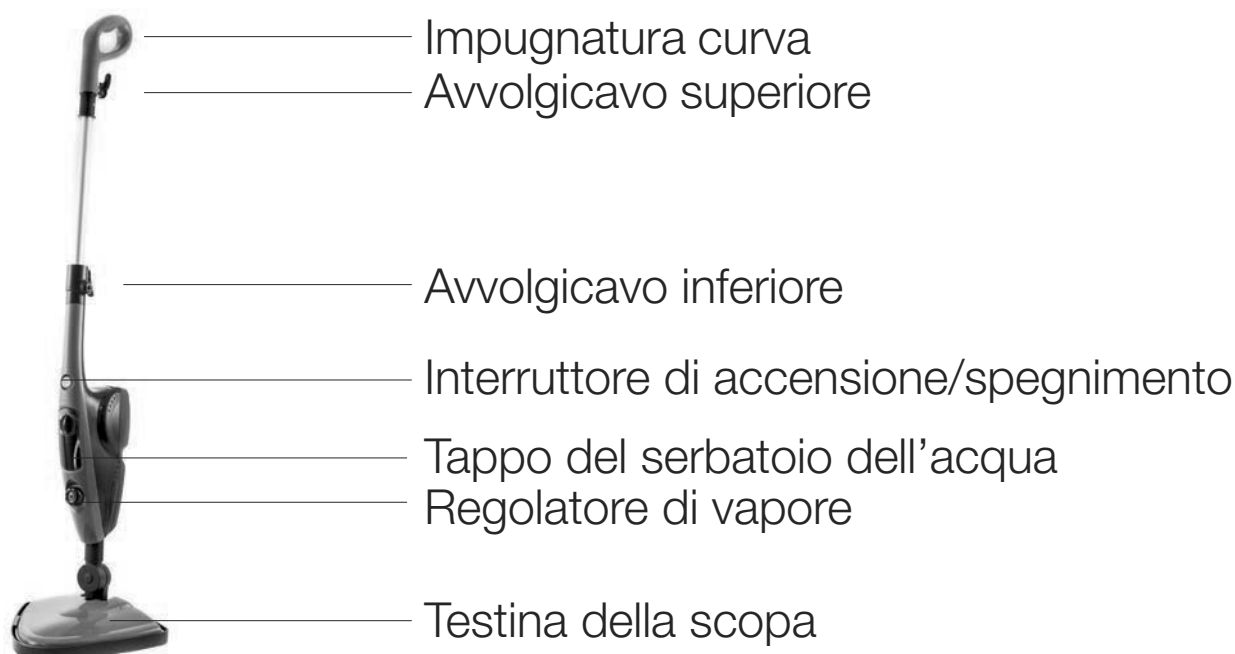 Impugnatura curva
Avvolgicavo superiore
Avvolgicavo inferiore
Interruttore di accensione/spegnimento
Tappo del serbatoio dell’acqua
Regolatore di vapore
Testina della scopa